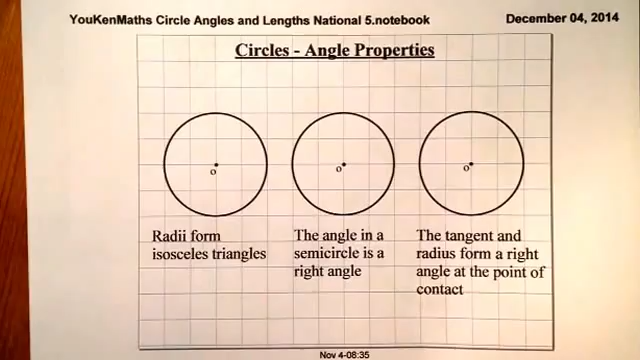 YouKenMaths Circle Angles and Lengths National 5.notebook
December 04, 2014
Circles - Angle Properties
o
o
o
Radii form
isosceles triangles
The angle in a
semicircle is a
right angle
The tangent and
radius form a right
angle at the point of
contact
Nov 4-08:35